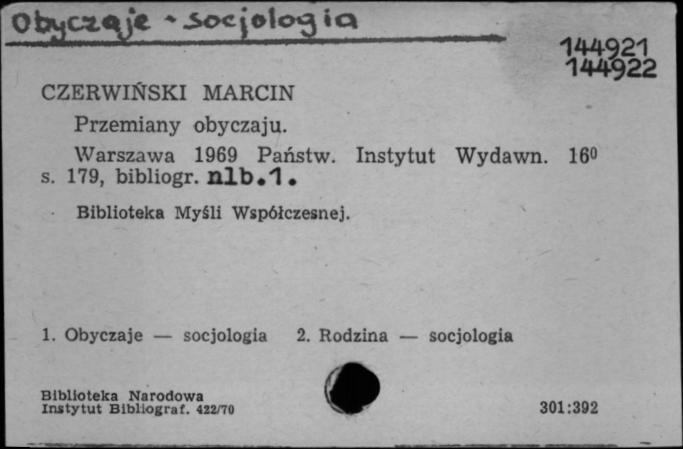 Obyczaje - socjologia
144921
144922
CZERWIŃSKI MARCIN
Przemiany obyczaju.
Warszawa 1969 Państw. Instytut Wydawn. 16⁰
s. 179, bibliogr. nlb.1.
Biblioteka Myśli Współczesnej.
1. Obyczaje — socjologia 2. Rodzina — socjologia
Biblioteka Narodowa
Instytut Bibliograf. 422/70
301:392